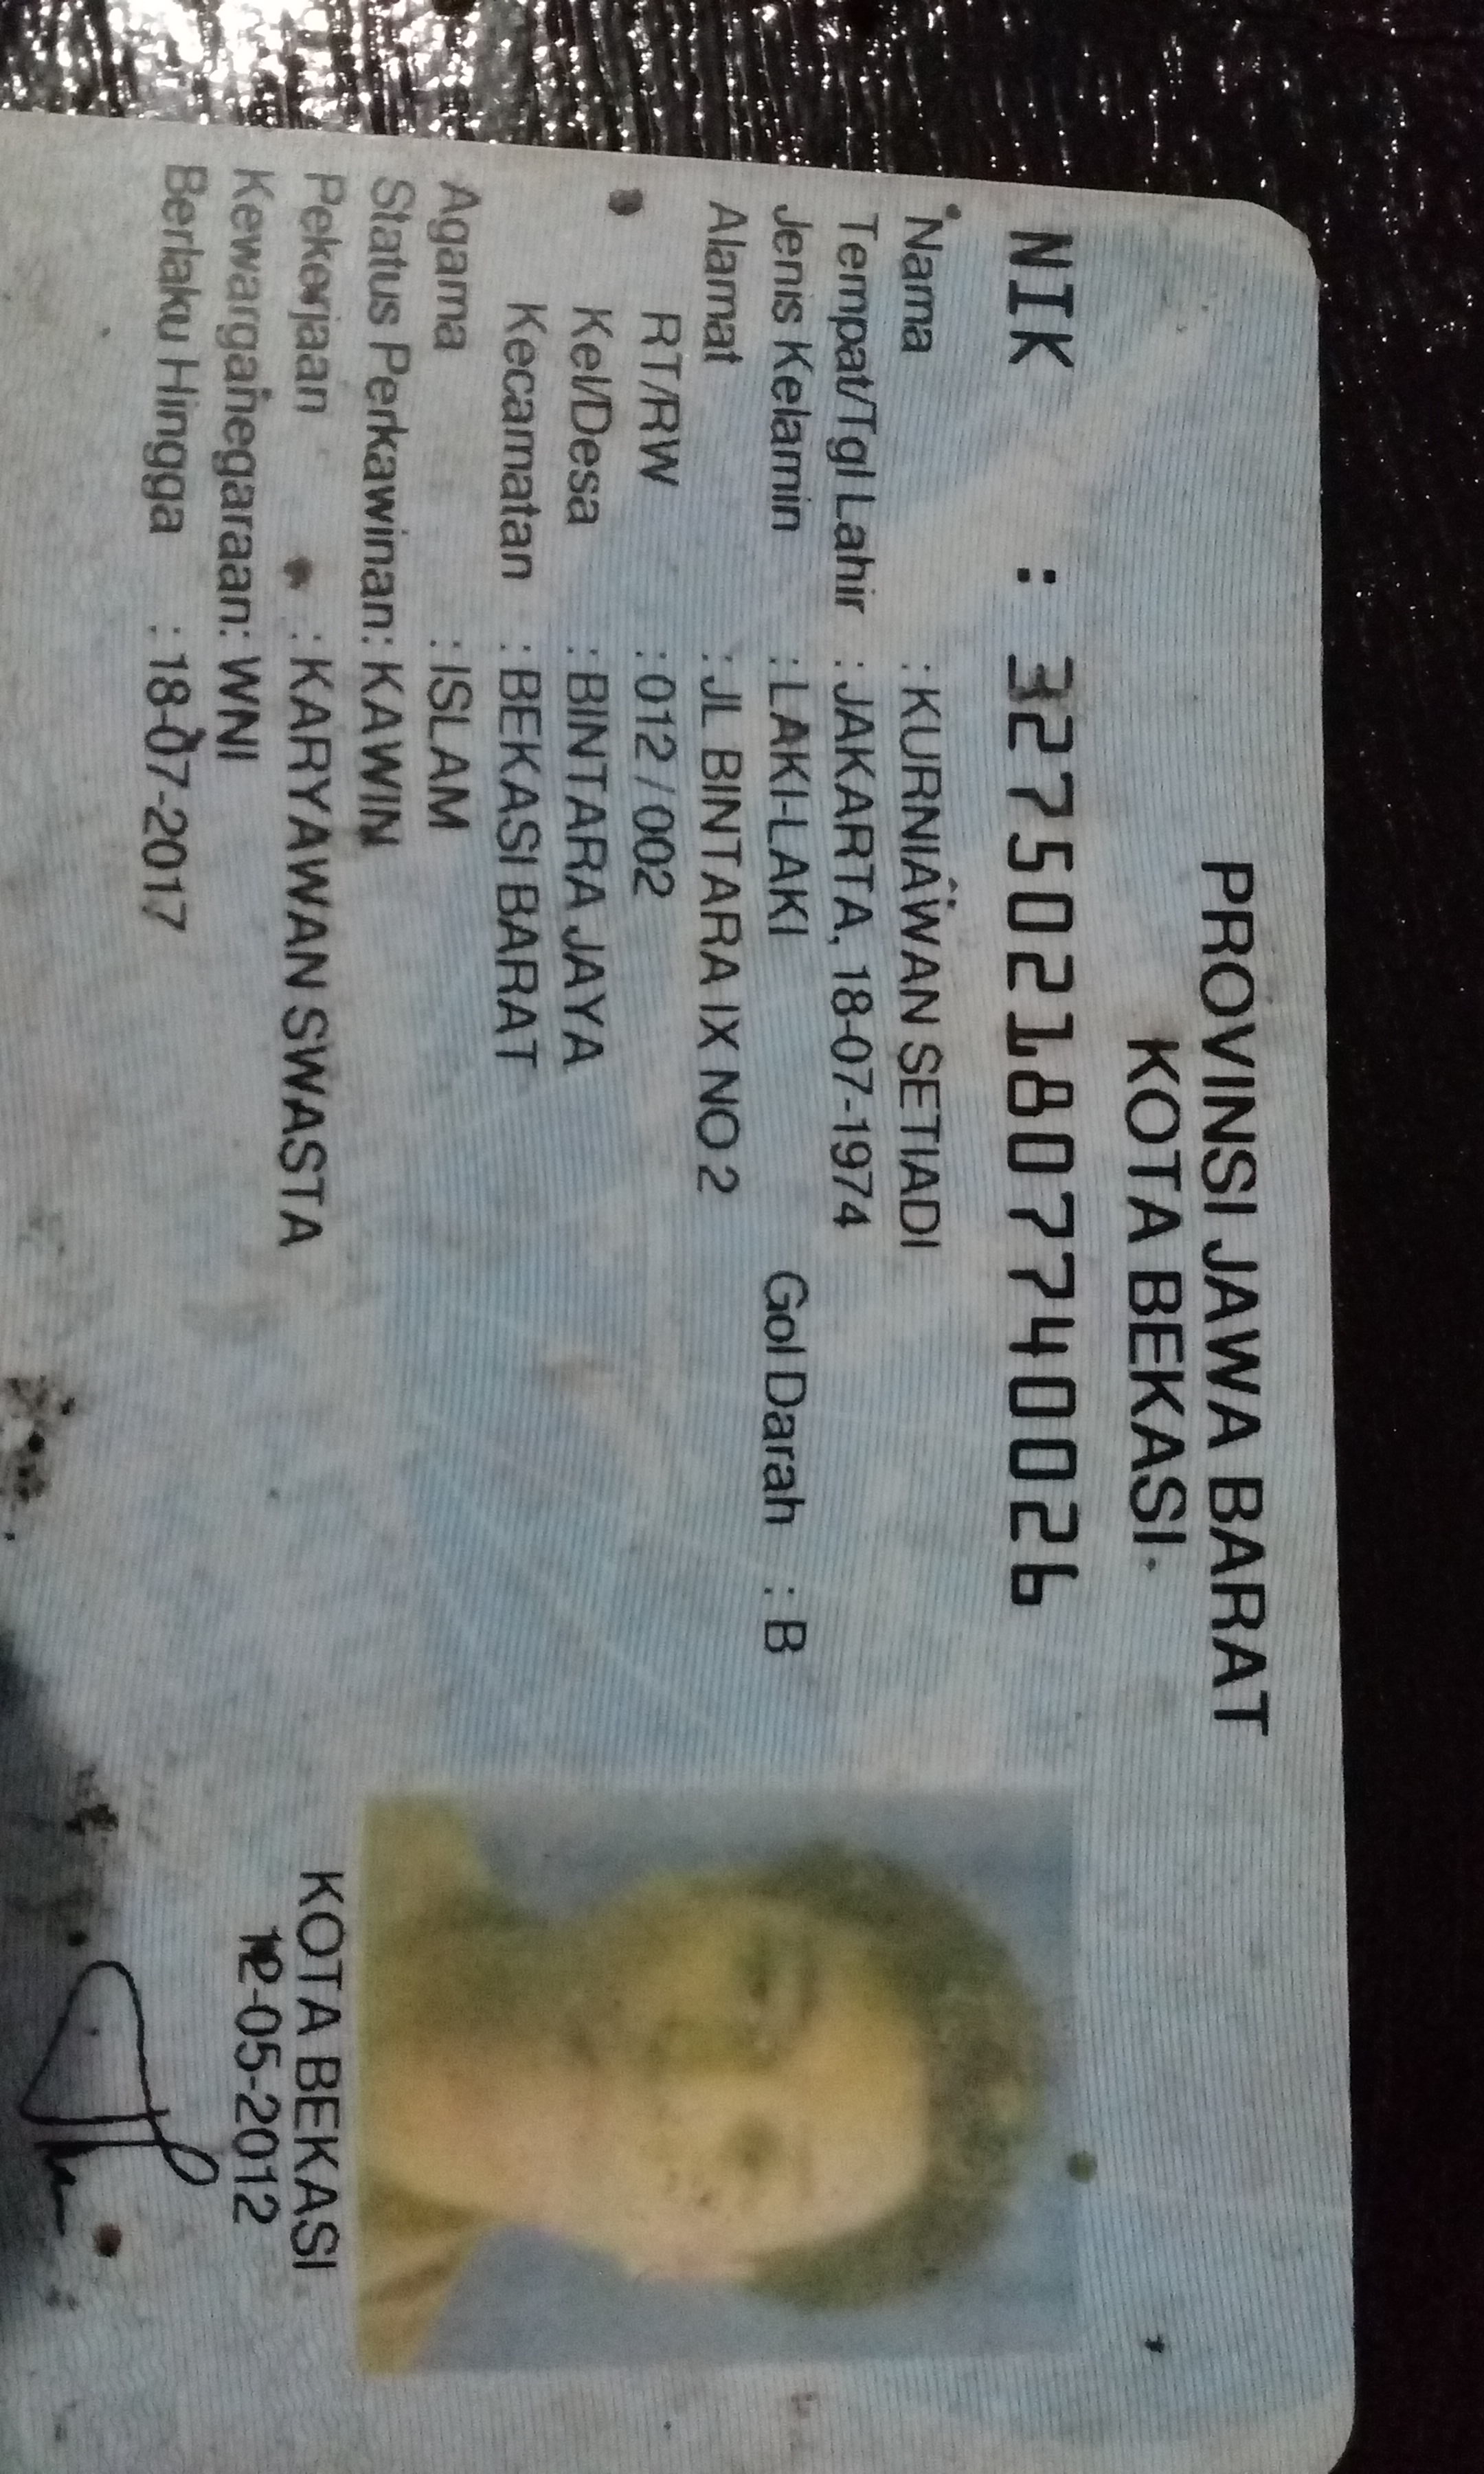 PROVINSI JAWA BARAT
KOTA BEKASI
NIK : 3275021807740026
Nama : KURNIAWAN SETIADI
Tempat/Tgl Lahir : JAKARTA, 18-07-1974
Jenis Kelamin : LAKI-LAKI Gol Darah : B
Alamat : JL BINTARA IX NO 2
RT/RW : 012 / 002
Kel/Desa : BINTARA JAYA
Kecamatan : BEKASI BARAT
Agama : ISLAM
Status Perkawinan: KAWIN
Pekerjaan : KARYAWAN SWASTA
Kewarganegaraan: WNI
Berlaku Hingga : 18-07-2017
KOTA BEKASI
-05-2012